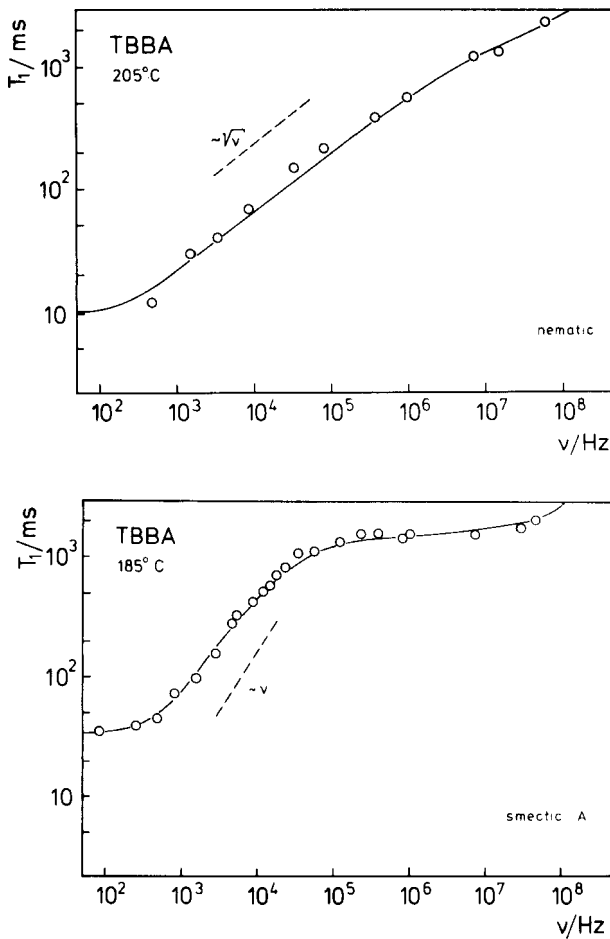 T₁/ms
TBBA
205°C
~√ν
10³
10²
10
nematic
10² 10³ 10⁴ 10⁵ 10⁶ 10⁷ 10⁸
ν/Hz
T₁/ms
TBBA
185°C
~ν
10³
10²
10
smectic A
10² 10³ 10⁴ 10⁵ 10⁶ 10⁷ 10⁸
ν/Hz